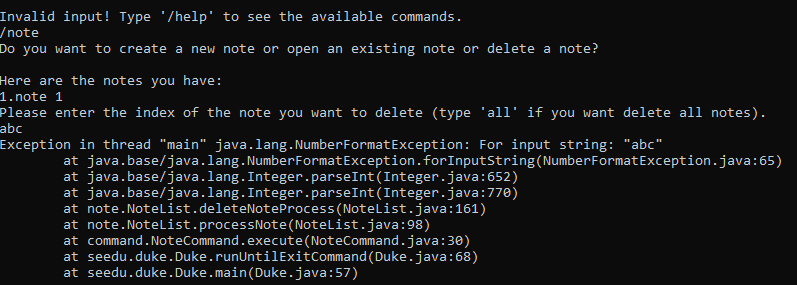 Invalid input! Type '/help' to see the available commands.
/note
Do you want to create a new note or open an existing note or delete a note?
Here are the notes you have:
1.note 1
Please enter the index of the note you want to delete (type 'all' if you want delete all notes).
abc
Exception in thread "main" java.lang.NumberFormatException: For input string: "abc"
        at java.base/java.lang.NumberFormatException.forInputString(NumberFormatException.java:65)
        at java.base/java.lang.Integer.parseInt(Integer.java:652)
        at java.base/java.lang.Integer.parseInt(Integer.java:770)
        at note.NoteList.deleteNoteProcess(NoteList.java:161)
        at note.NoteList.processNote(NoteList.java:98)
        at command.NoteCommand.execute(NoteCommand.java:30)
        at seedu.duke.Duke.runUntilExitCommand(Duke.java:68)
        at seedu.duke.Duke.main(Duke.java:57)